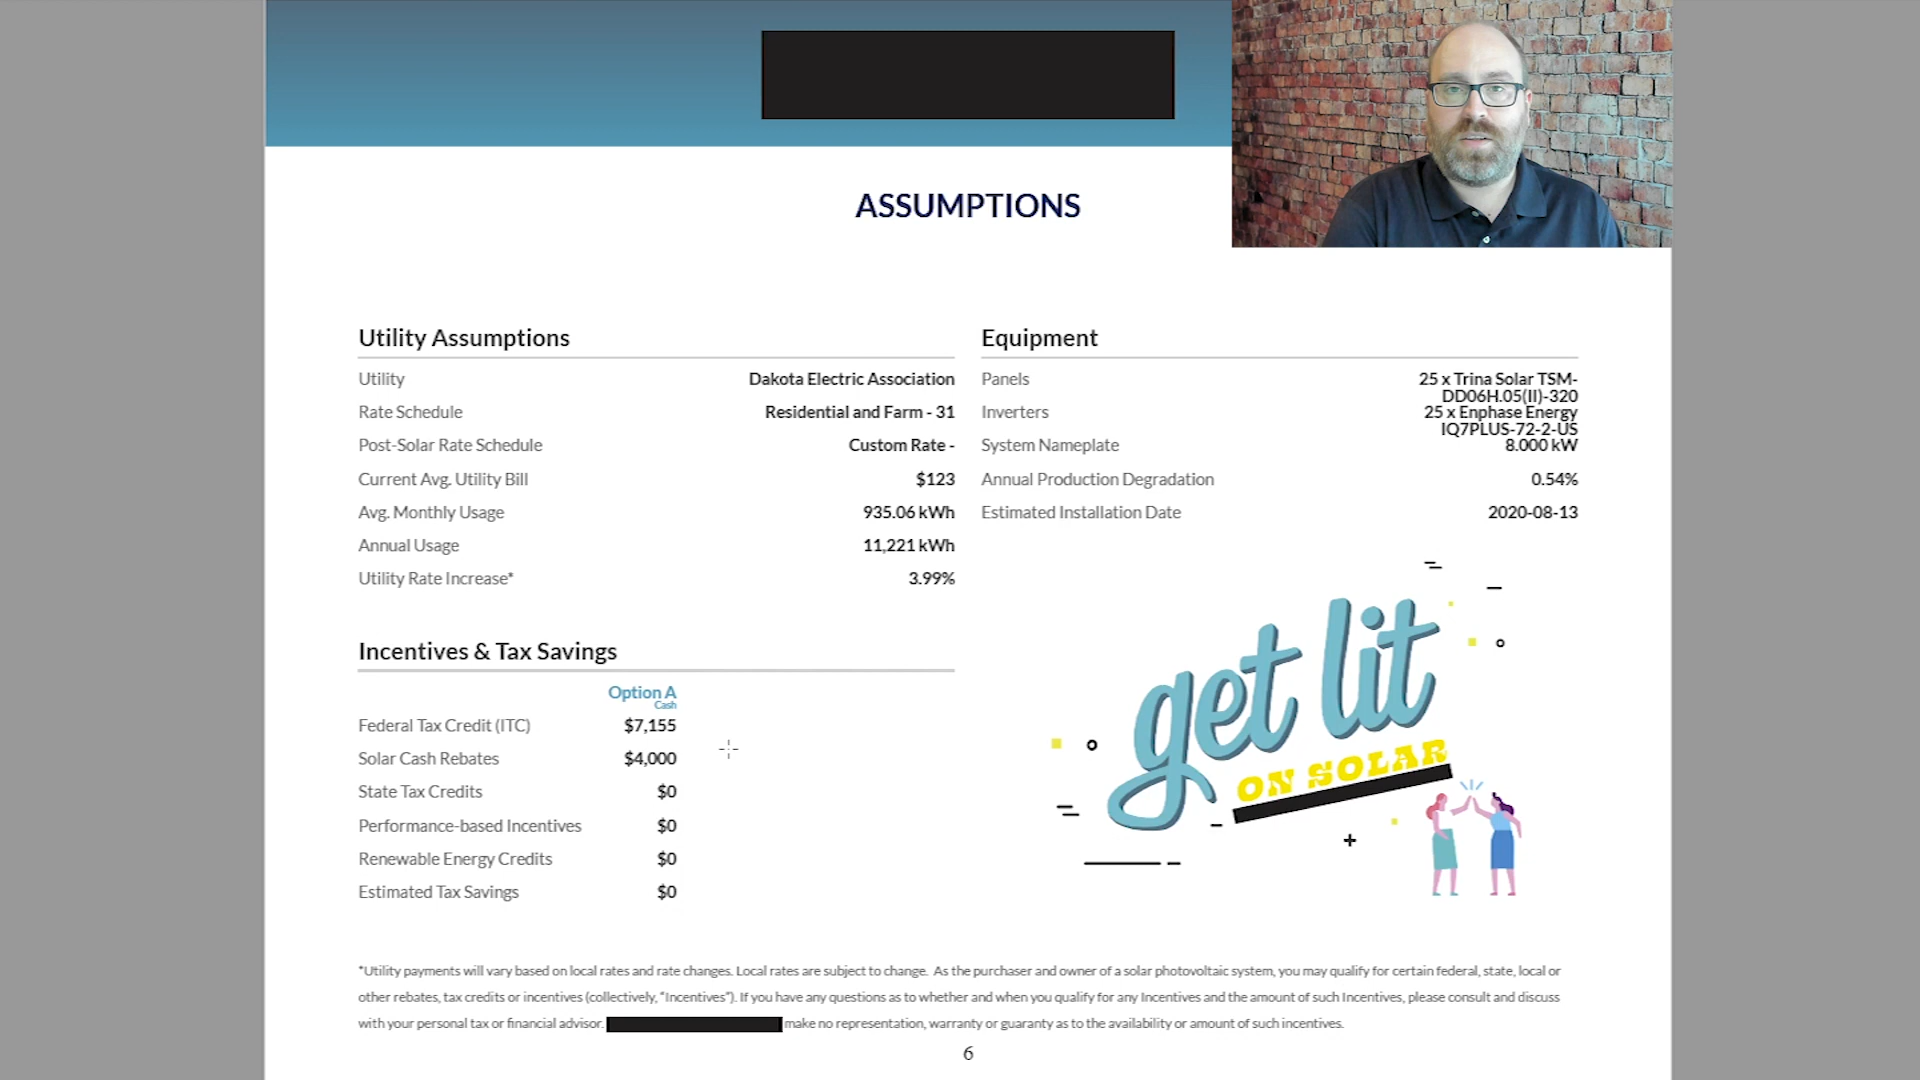 ASSUMPTIONS
Utility Assumptions
Utility Dakota Electric Association
Rate Schedule Residential and Farm - 31
Post-Solar Rate Schedule Custom Rate -
Current Avg. Utility Bill $123
Avg. Monthly Usage 935.06 kWh
Annual Usage 11,221 kWh
Utility Rate Increase* 3.99%
Equipment
Panels 25 x Trina Solar TSM-
DD06H.05(II)-320
Inverters 25 x Enphase Energy
IQ7PLUS-72-2-US
System Nameplate 8.000 kW
Annual Production Degradation 0.54%
Estimated Installation Date 2020-08-13
Incentives & Tax Savings
Option A
Cash
Federal Tax Credit (ITC) $7,155
Solar Cash Rebates $4,000
State Tax Credits $0
Performance-based Incentives $0
Renewable Energy Credits $0
Estimated Tax Savings $0
get lit
ON SOLAR
*Utility payments will vary based on local rates and rate changes. Local rates are subject to change. As the purchaser and owner of a solar photovoltaic system, you may qualify for certain federal, state, local or
other rebates, tax credits or incentives (collectively, “Incentives”). If you have any questions as to whether and when you qualify for any Incentives and the amount of such Incentives, please consult and discuss
with your personal tax or financial advisor. make no representation, warranty or guaranty as to the availability or amount of such incentives.
6